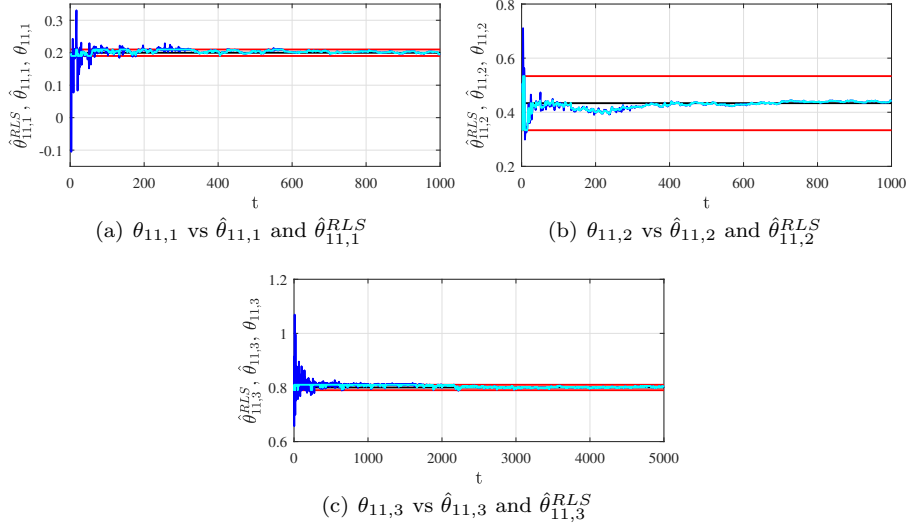 0.3
0.2
0.1
0
-0.1
0 200 400 600 800 1000
t
θ̂^{RLS}_{11,1}, θ̂_{11,1}, θ_{11,1}
(a) θ_{11,1} vs θ̂_{11,1} and θ̂^{RLS}_{11,1}
0.8
0.6
0.4
0.2
0 200 400 600 800 1000
t
θ̂^{RLS}_{11,2}, θ̂_{11,2}, θ_{11,2}
(b) θ_{11,2} vs θ̂_{11,2} and θ̂^{RLS}_{11,2}
1.2
1
0.8
0.6
0 1000 2000 3000 4000 5000
t
θ̂^{RLS}_{11,3}, θ̂_{11,3}, θ_{11,3}
(c) θ_{11,3} vs θ̂_{11,3} and θ̂^{RLS}_{11,3}